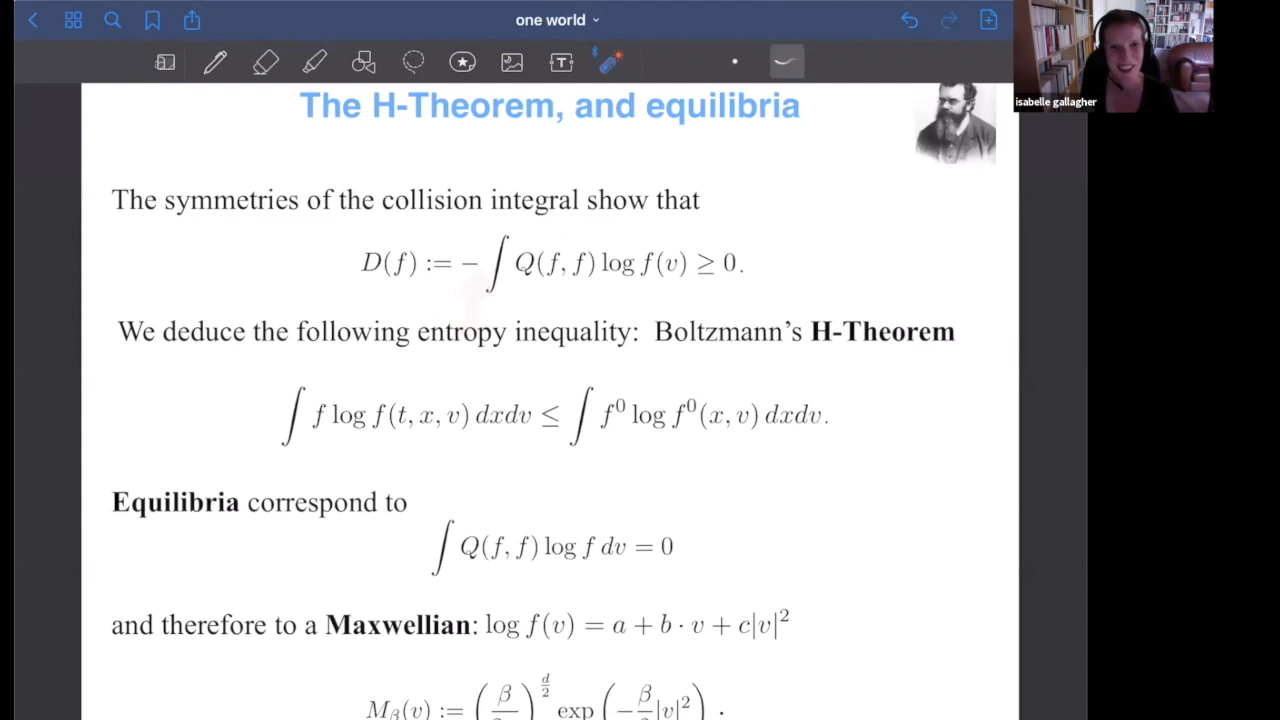 one world
isabelle gallagher
The H-Theorem, and equilibria
The symmetries of the collision integral show that
D(f) := − ∫ Q(f, f) log f(v) ≥ 0.
We deduce the following entropy inequality: Boltzmann's H-Theorem
∫ f log f(t, x, v) dxdv ≤ ∫ f⁰ log f⁰(x, v) dxdv.
Equilibria correspond to
∫ Q(f, f) log f dv = 0
and therefore to a Maxwellian: log f(v) = a + b · v + c|v|²